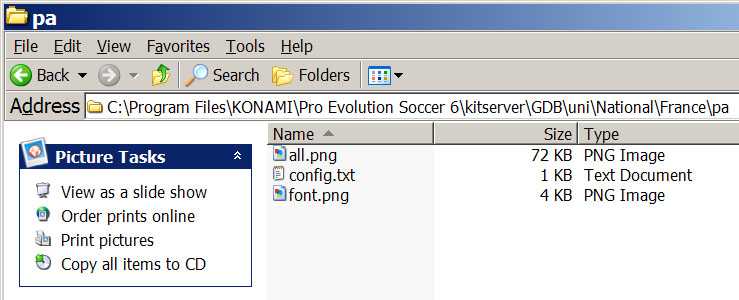 pa
File Edit View Favorites Tools Help
Back Search Folders
Address C:\Program Files\KONAMI\Pro Evolution Soccer 6\kitserver\GDB\uni\National\France\pa
Picture Tasks
View as a slide show
Order prints online
Print pictures
Copy all items to CD
Name Size Type
all.png 72 KB PNG Image
config.txt 1 KB Text Document
font.png 4 KB PNG Image